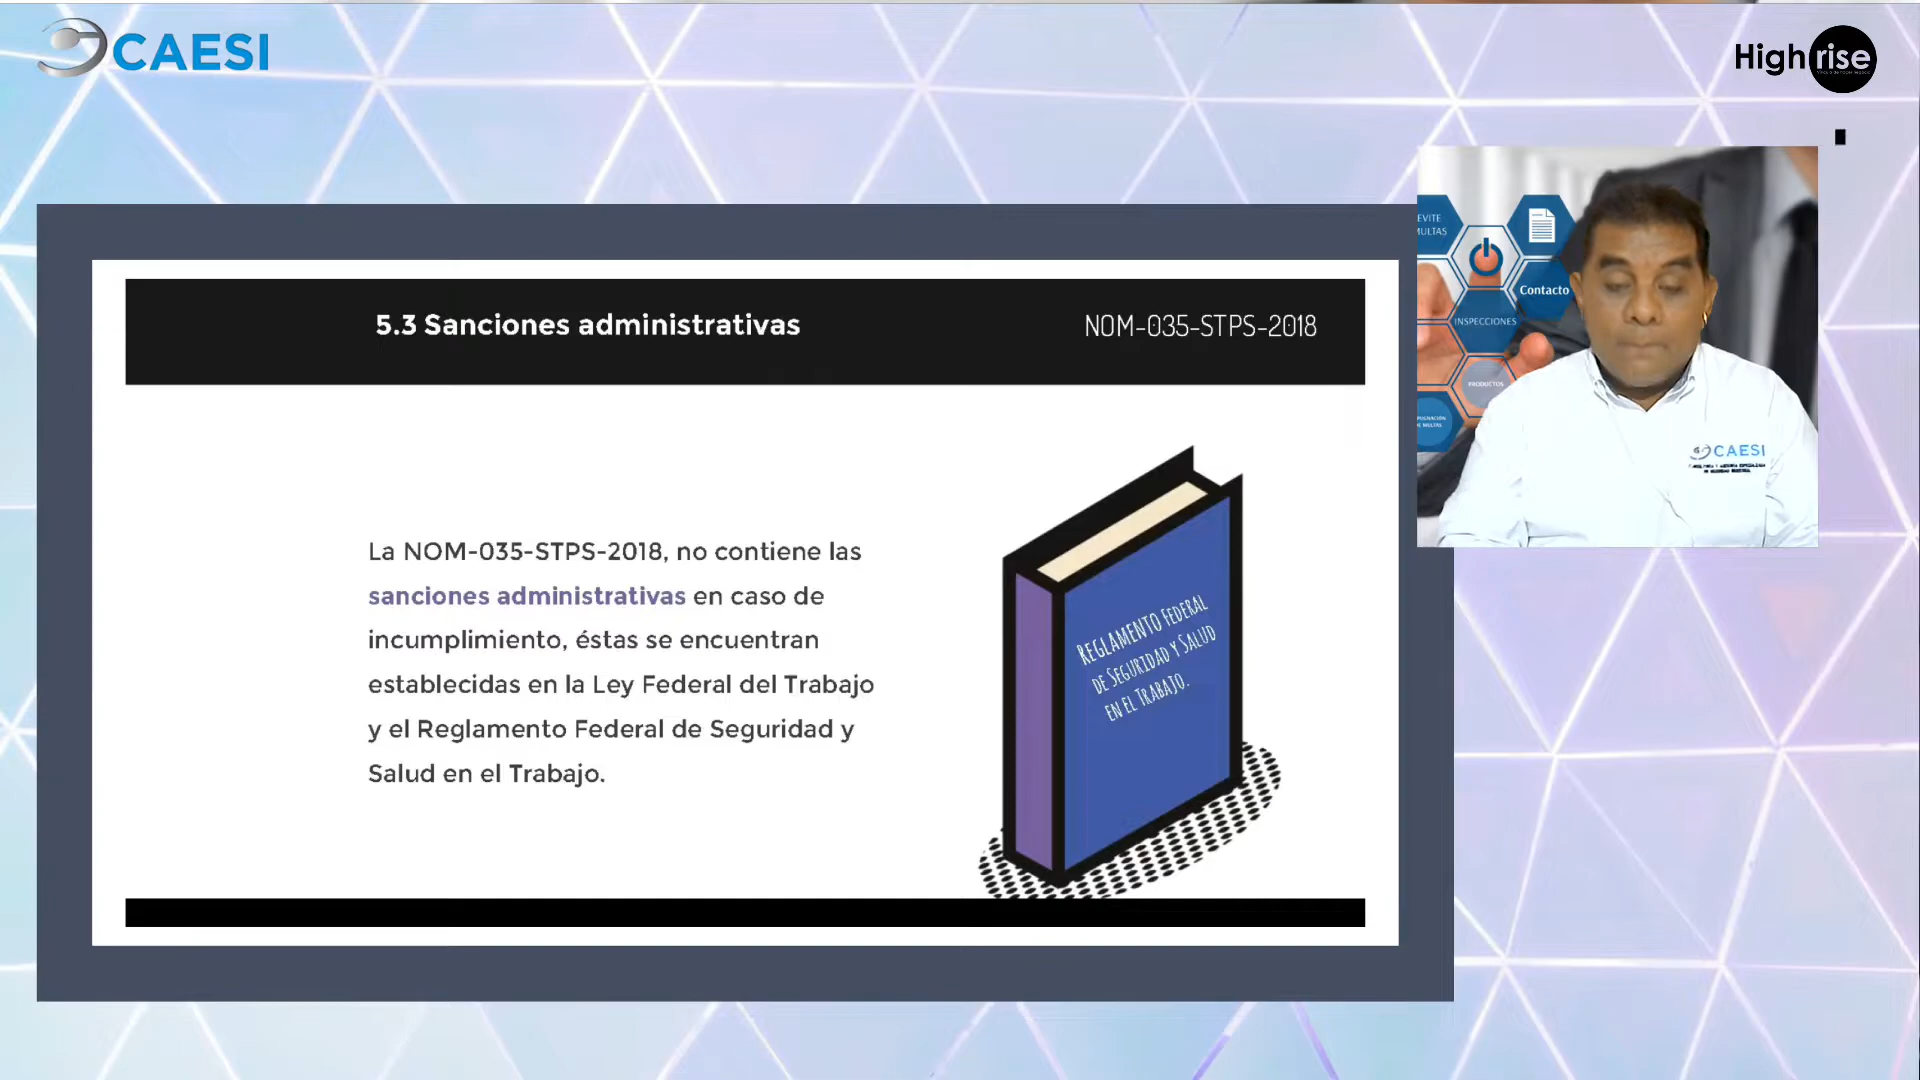 CAESI
High rise
EVITE
MULTAS
Contacto
INSPECCIONES
PRODUCTOS
DE MULTAS
CAESI
5.3 Sanciones administrativas
NOM-035-STPS-2018
La NOM-035-STPS-2018, no contiene las
sanciones administrativas en caso de
incumplimiento, éstas se encuentran
establecidas en la Ley Federal del Trabajo
y el Reglamento Federal de Seguridad y
Salud en el Trabajo.
REGLAMENTO FEDERAL
DE SEGURIDAD Y SALUD
EN EL TRABAJO.